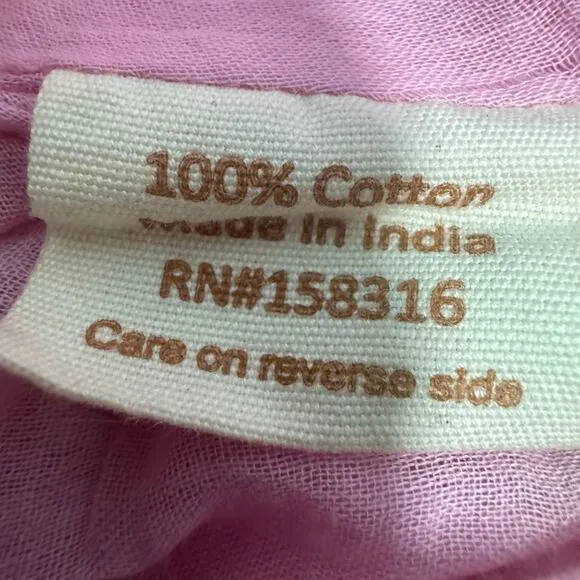 100% Cotton
Made in India
RN#158316
Care on reverse side